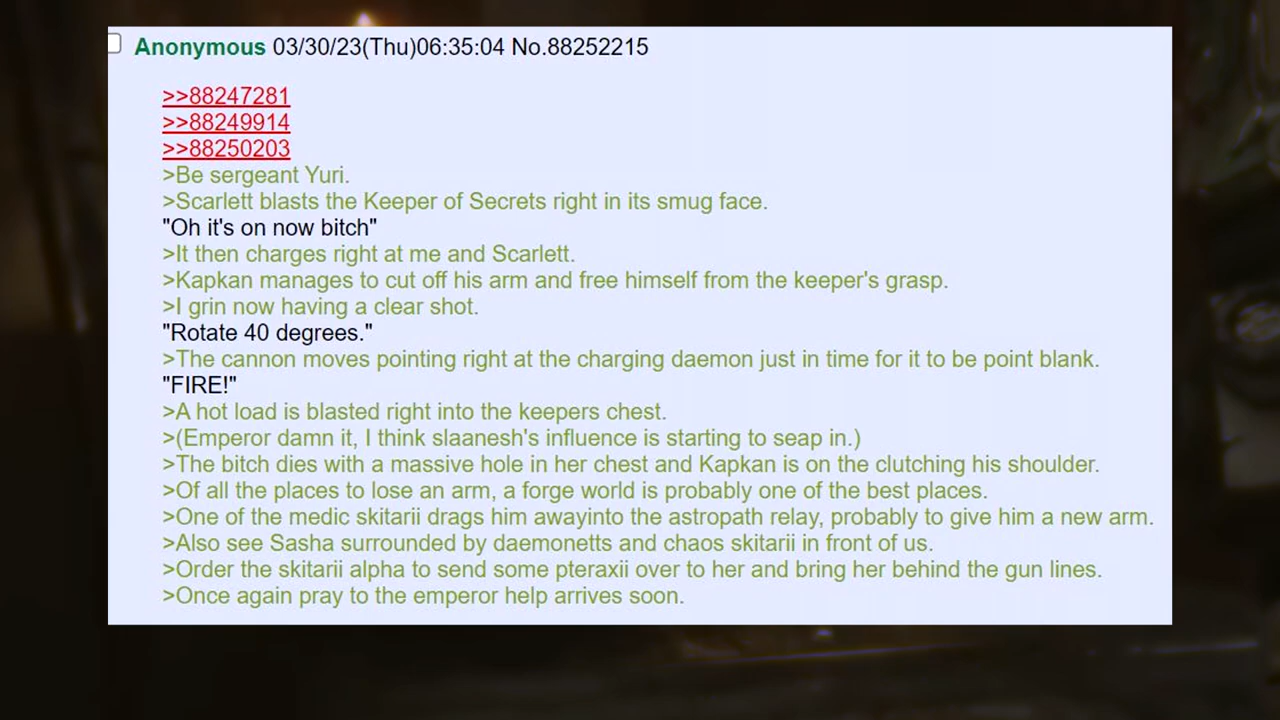 Anonymous 03/30/23(Thu)06:35:04 No.88252215
>>88247281
>>88249914
>>88250203
>Be sergeant Yuri.
>Scarlett blasts the Keeper of Secrets right in its smug face.
"Oh it's on now bitch"
>It then charges right at me and Scarlett.
>Kapkan manages to cut off his arm and free himself from the keeper's grasp.
>I grin now having a clear shot.
"Rotate 40 degrees."
>The cannon moves pointing right at the charging daemon just in time for it to be point blank.
"FIRE!"
>A hot load is blasted right into the keepers chest.
>(Emperor damn it, I think slaanesh's influence is starting to seap in.)
>The bitch dies with a massive hole in her chest and Kapkan is on the clutching his shoulder.
>Of all the places to lose an arm, a forge world is probably one of the best places.
>One of the medic skitarii drags him awayinto the astropath relay, probably to give him a new arm.
>Also see Sasha surrounded by daemonetts and chaos skitarii in front of us.
>Order the skitarii alpha to send some pteraxii over to her and bring her behind the gun lines.
>Once again pray to the emperor help arrives soon.